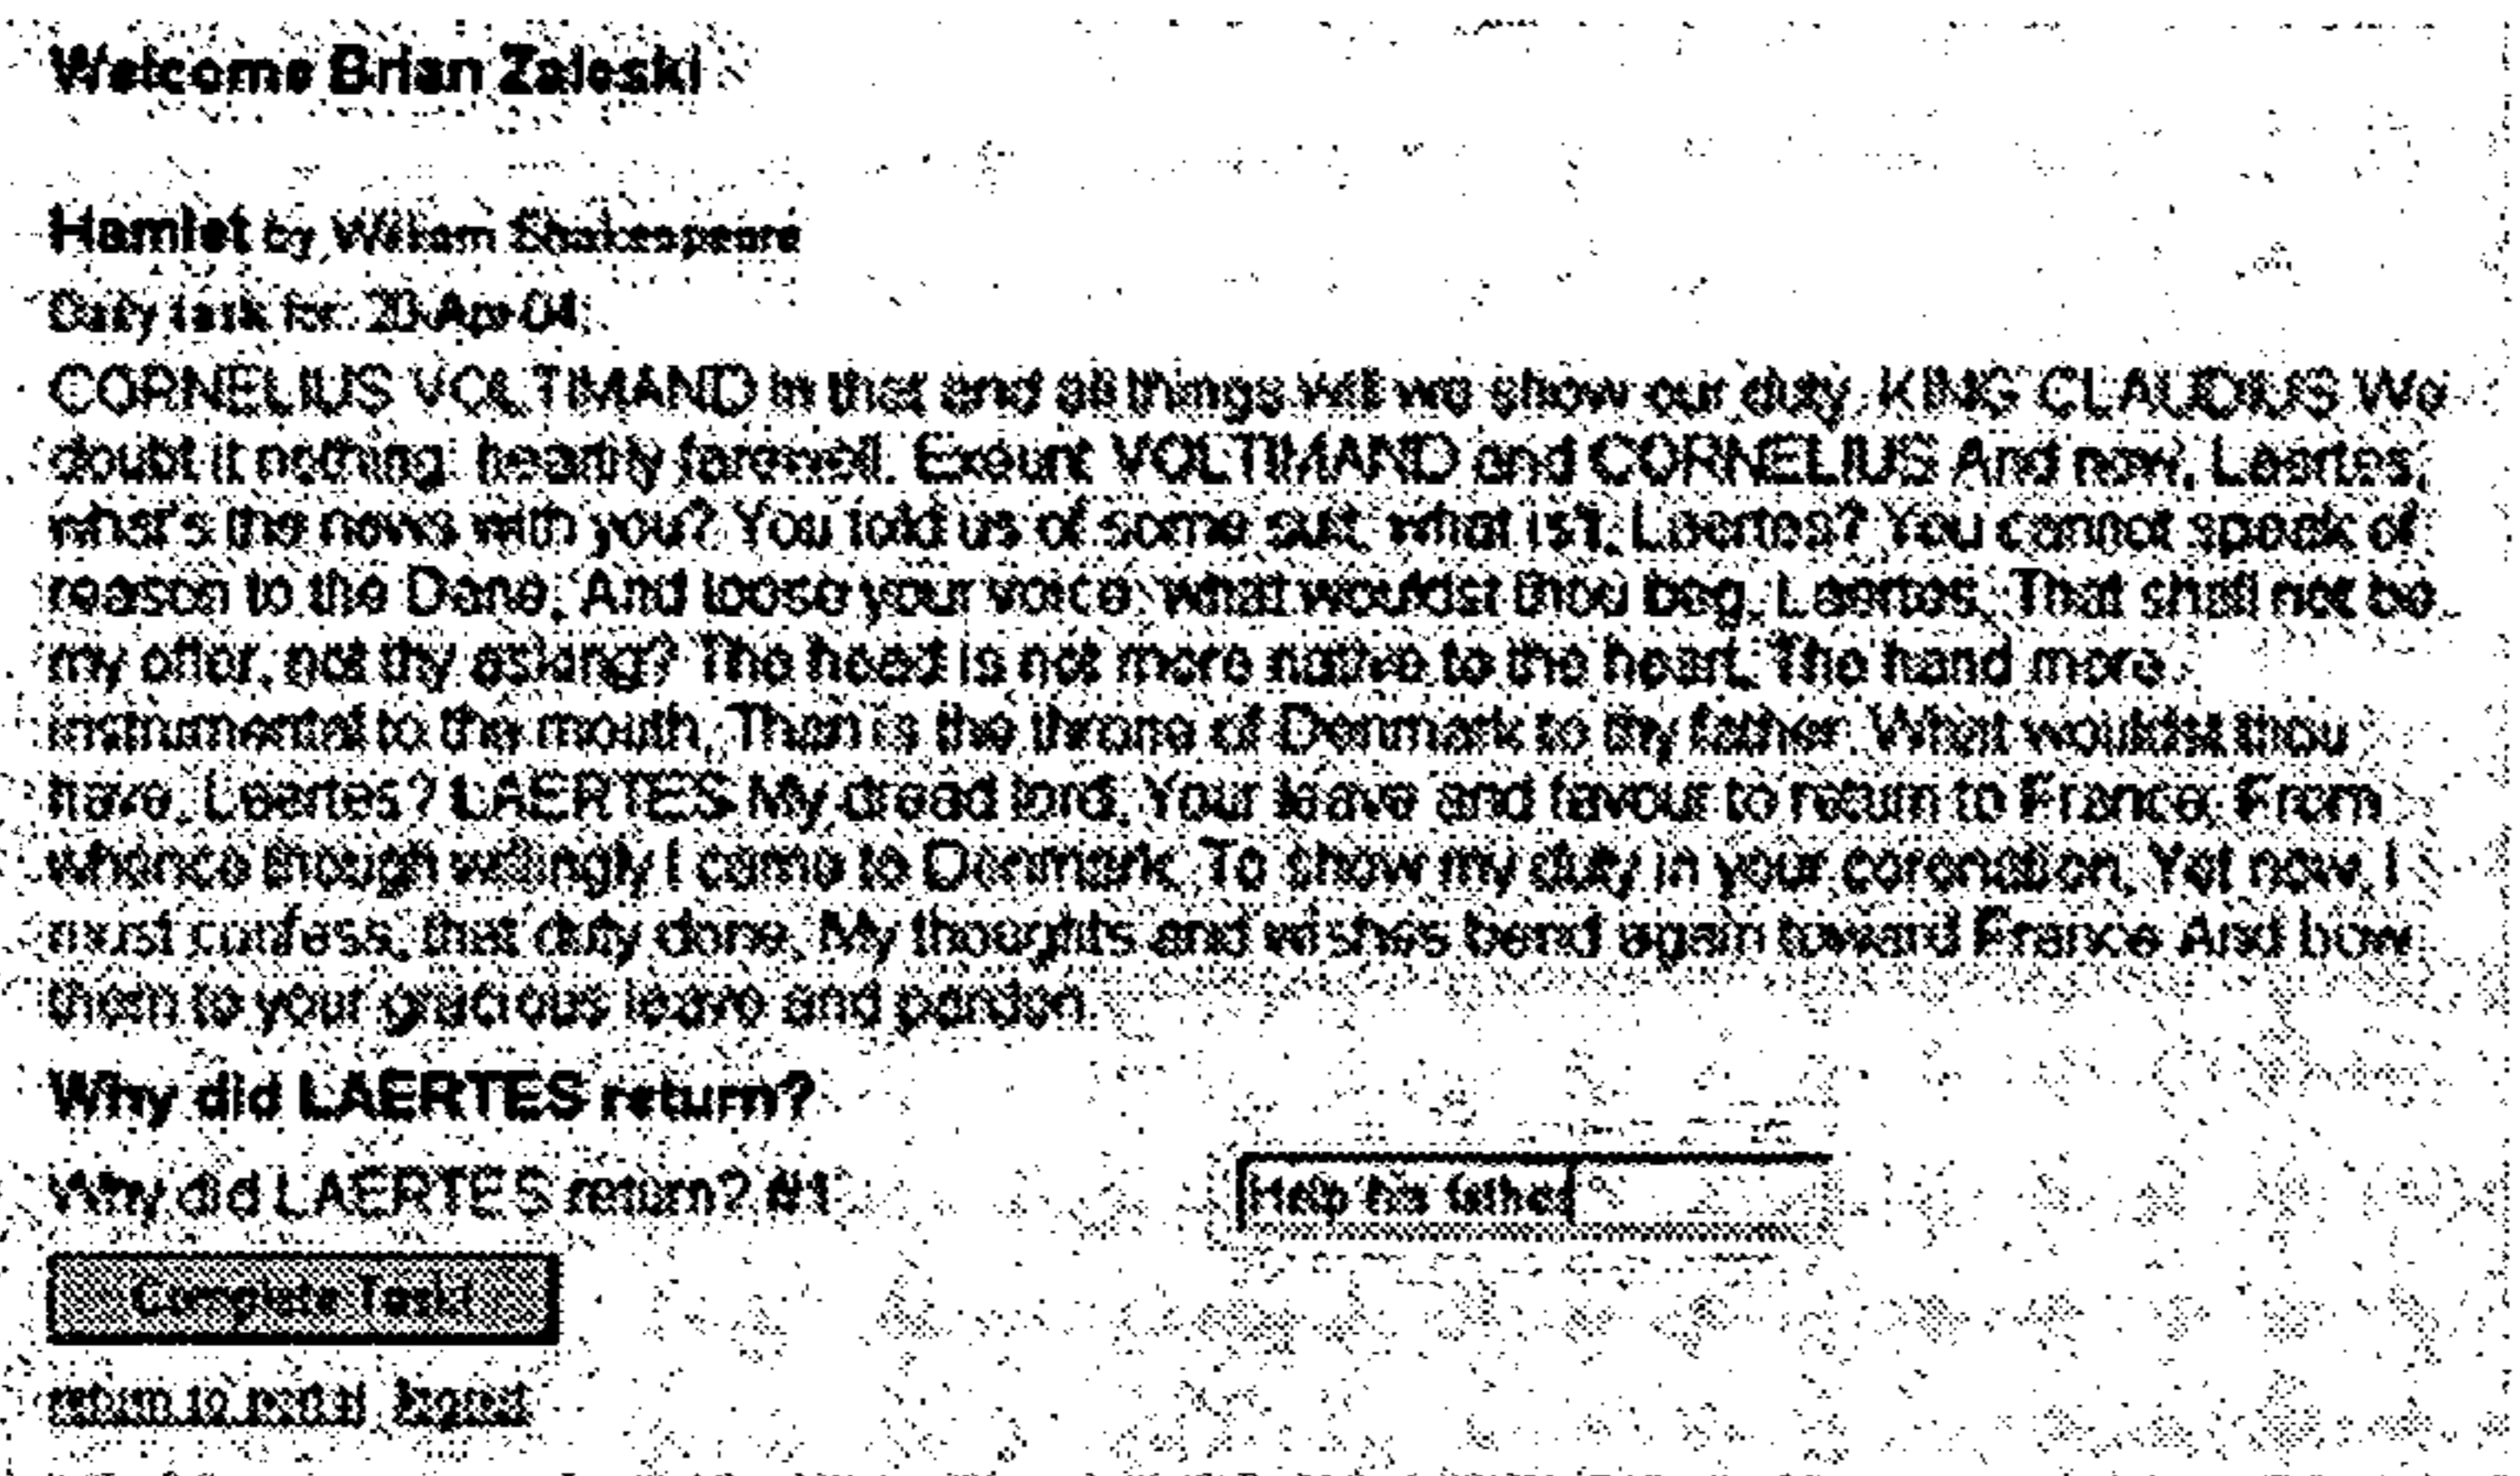 Welcome Brian Zaleski
Hamlet by William Shakespeare
Daily task for: 20-Apr-04
CORNELIUS VOLTIMAND In that and all things will we show our duty. KING CLAUDIUS We
doubt it nothing: heartily farewell. Exeunt VOLTIMAND and CORNELIUS And now, Laertes,
what's the news with you? You told us of some suit; what is't, Laertes? You cannot speak of
reason to the Dane, And loose your voice: what wouldst thou beg, Laertes, That shall not be
my offer, not thy asking? The head is not more native to the heart, The hand more
instrumental to the mouth, Than is the throne of Denmark to thy father. What wouldst thou
have, Laertes? LAERTES My dread lord, Your leave and favour to return to France; From
whence though willingly I came to Denmark, To show my duty in your coronation, Yet now, I
must confess, that duty done, My thoughts and wishes bend again toward France And bow
them to your gracious leave and pardon.
Why did LAERTES return?
Why did LAERTES return? #1
Help his father
Complete Task!
return to portal logout